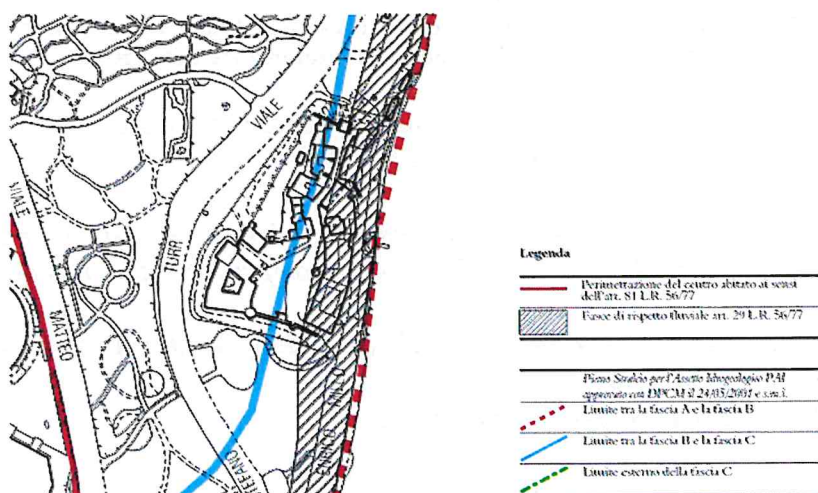 VIALE
TURR
VIALE
MATTEO
STEFANO
Legenda
Perimetrazione del centro abitato ai sensi
dell'art. 81 L.R. 56/77
Fasce di rispetto fluviale art. 29 L.R. 56/77
Piano Stralcio per l'Assetto Idrogeologico PAI
approvato con DPCM il 24/05/2001 e s.m.i.
Limite tra la fascia A e la fascia B
Limite tra la fascia B e la fascia C
Limite esterno della fascia C